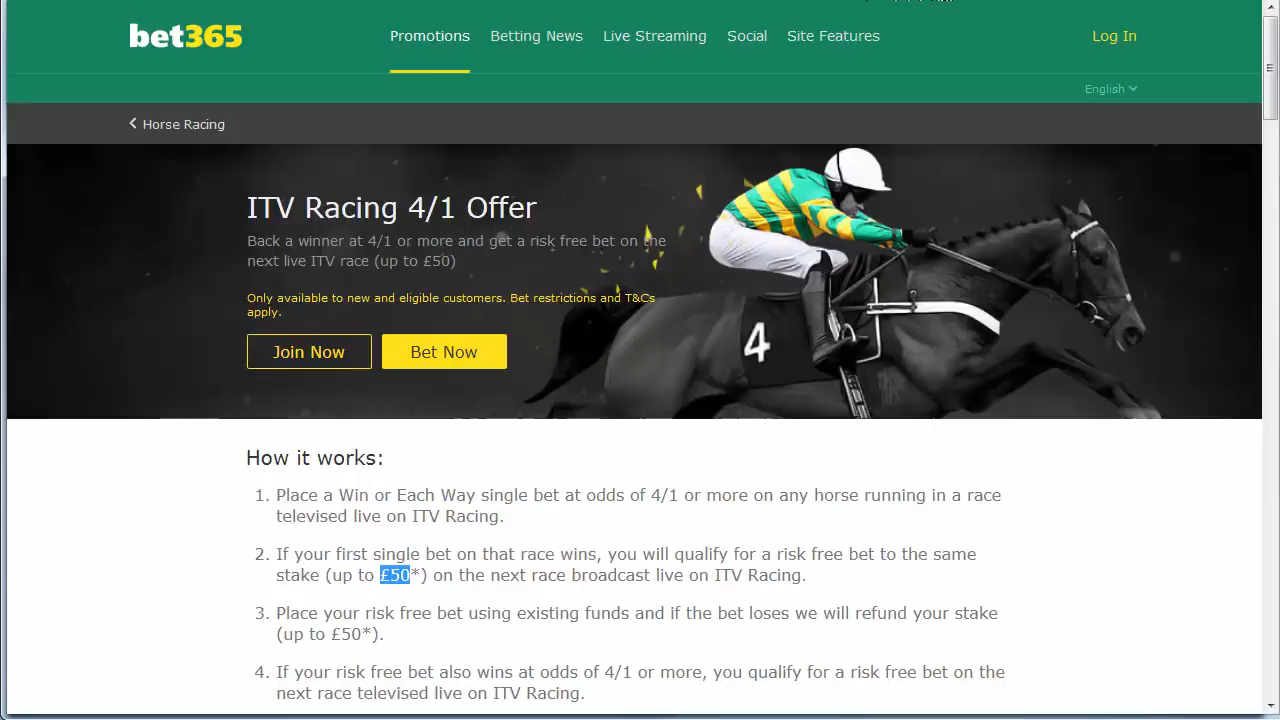 bet365
Promotions Betting News Live Streaming Social Site Features Log In
English
Horse Racing
ITV Racing 4/1 Offer
Back a winner at 4/1 or more and get a risk free bet on the
next live ITV race (up to £50)
Only available to new and eligible customers. Bet restrictions and T&Cs
apply.
Join Now Bet Now
4
How it works:
1. Place a Win or Each Way single bet at odds of 4/1 or more on any horse running in a race
televised live on ITV Racing.
2. If your first single bet on that race wins, you will qualify for a risk free bet to the same
stake (up to £50*) on the next race broadcast live on ITV Racing.
3. Place your risk free bet using existing funds and if the bet loses we will refund your stake
(up to £50*).
4. If your risk free bet also wins at odds of 4/1 or more, you qualify for a risk free bet on the
next race televised live on ITV Racing.